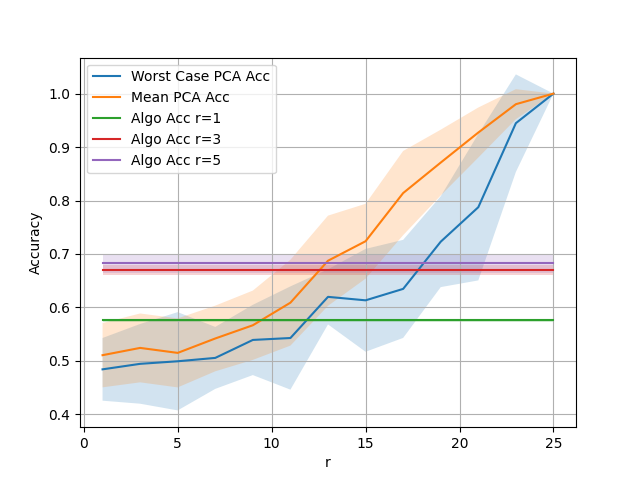 Worst Case PCA Acc
Mean PCA Acc
Algo Acc r=1
Algo Acc r=3
Algo Acc r=5
Accuracy
1.0
0.9
0.8
0.7
0.6
0.5
0.4
0 5 10 15 20 25
r